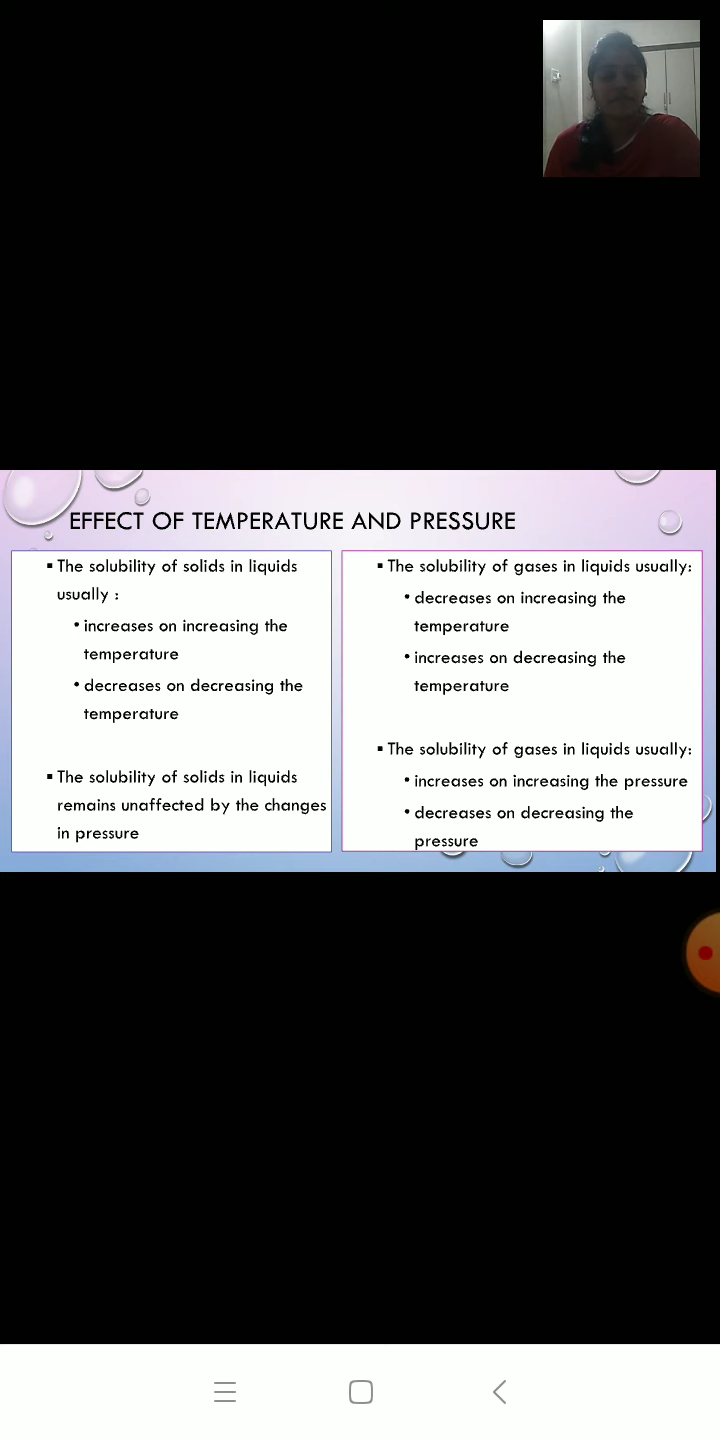 EFFECT OF TEMPERATURE AND PRESSURE
▪ The solubility of solids in liquids
usually :
• increases on increasing the
temperature
• decreases on decreasing the
temperature
▪ The solubility of solids in liquids
remains unaffected by the changes
in pressure
▪ The solubility of gases in liquids usually:
• decreases on increasing the
temperature
• increases on decreasing the
temperature
▪ The solubility of gases in liquids usually:
• increases on increasing the pressure
• decreases on decreasing the
pressure